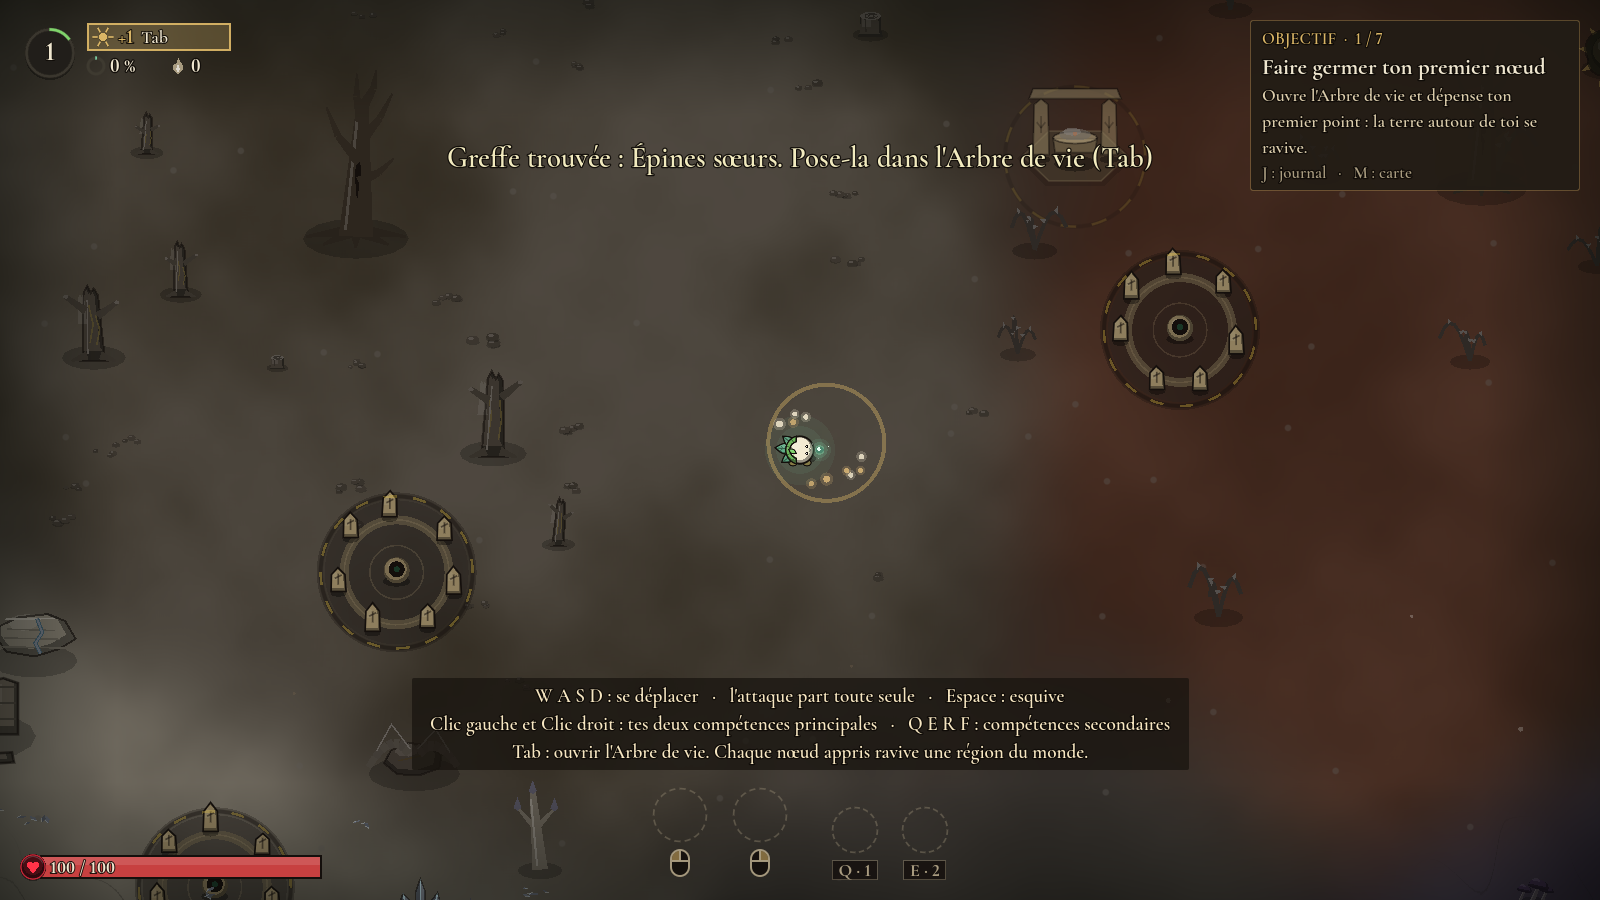 1
+1 Tab
0 %
0
OBJECTIF · 1 / 7
Faire germer ton premier nœud
Ouvre l'Arbre de vie et dépense ton
premier point : la terre autour de toi se
ravive.
J : journal · M : carte
Greffe trouvée : Épines sœurs. Pose-la dans l'Arbre de vie (Tab)
W A S D : se déplacer · l'attaque part toute seule · Espace : esquive
Clic gauche et Clic droit : tes deux compétences principales · Q E R F : compétences secondaires
Tab : ouvrir l'Arbre de vie. Chaque nœud appris ravive une région du monde.
100 / 100
Q · 1
E · 2